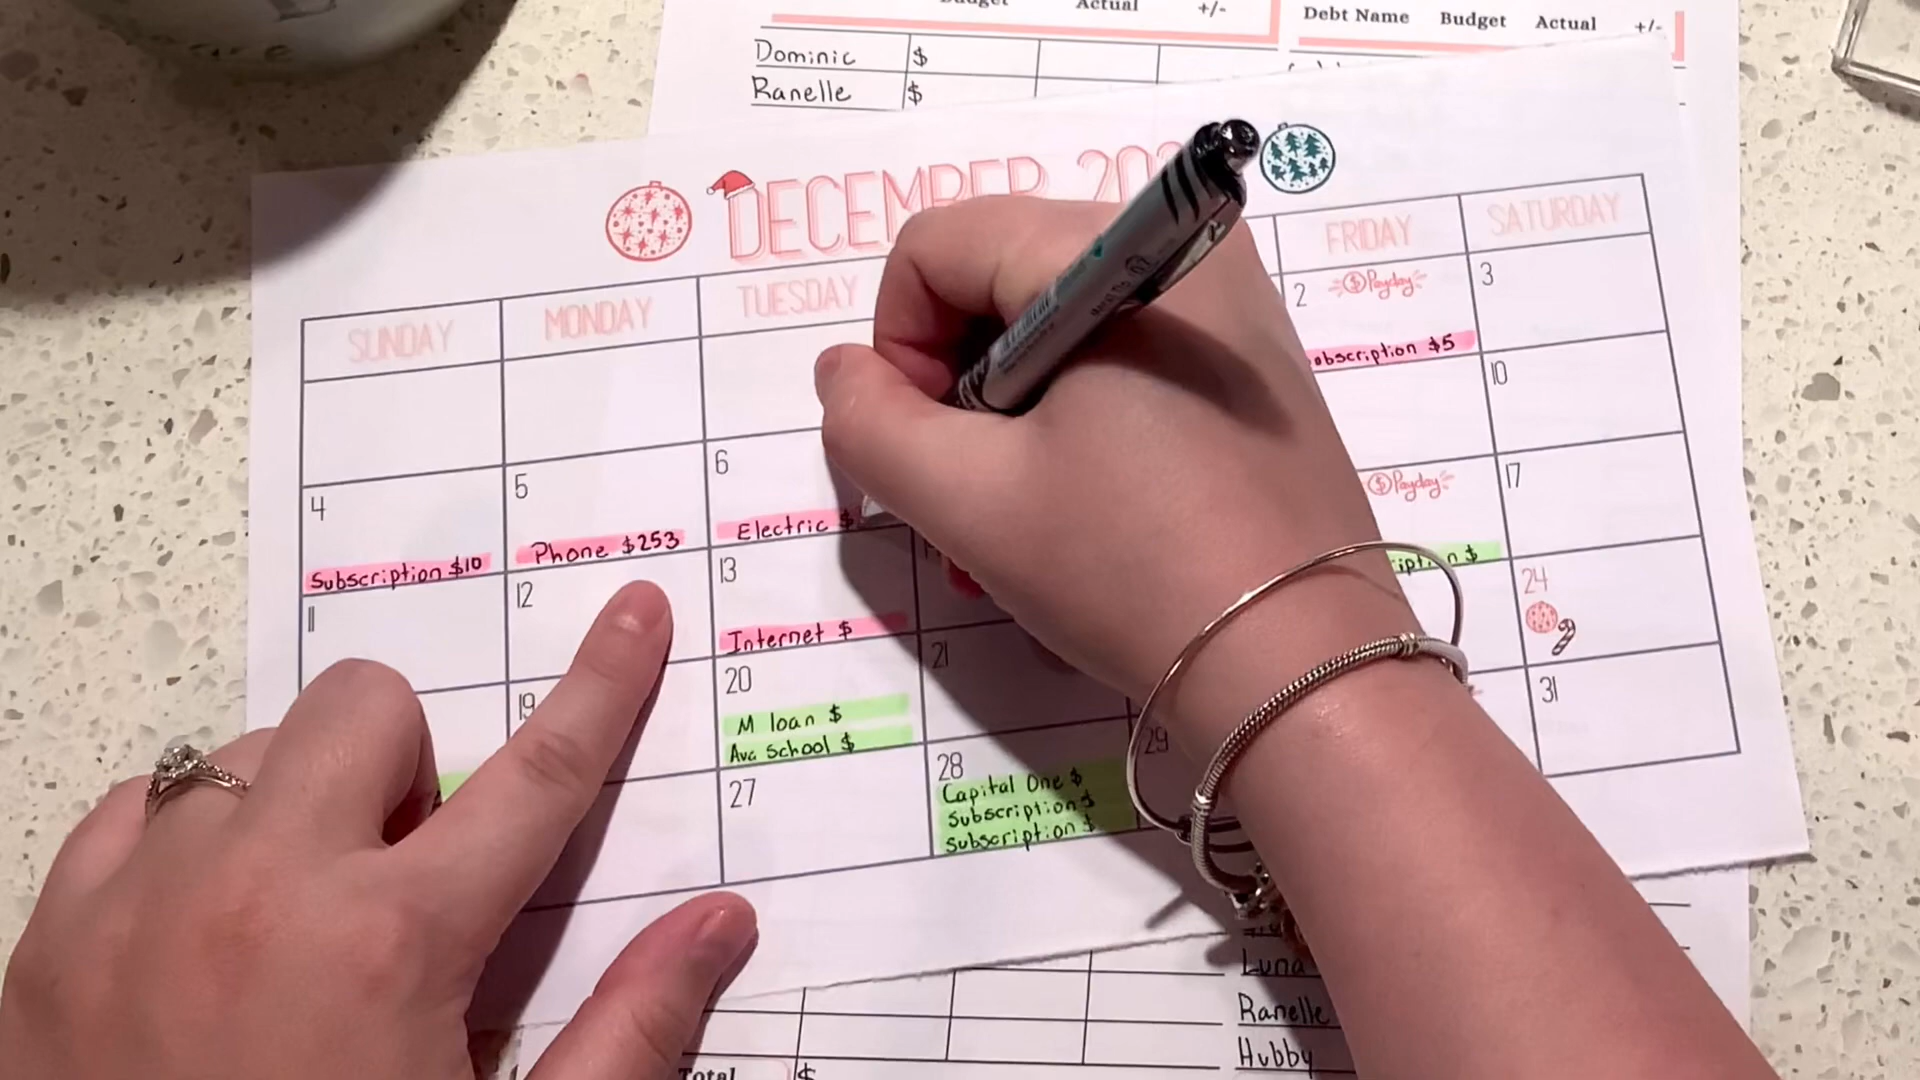 Actual
+/-
Debt Name Budget Actual +/-
Dominic $
Ranelle $
DECEMBER
SUNDAY MONDAY TUESDAY FRIDAY SATURDAY
2 Payday
3
4
5
6
10
Subscription $10
Phone $253
Electric $
$5
11
12
13
Payday
17
Internet $
19
20
21
24
M loan $
Ava School $
27
28
29
31
Capital One $
Subscription $
Subscription $
Luna
Ranelle
Hubby
Total $